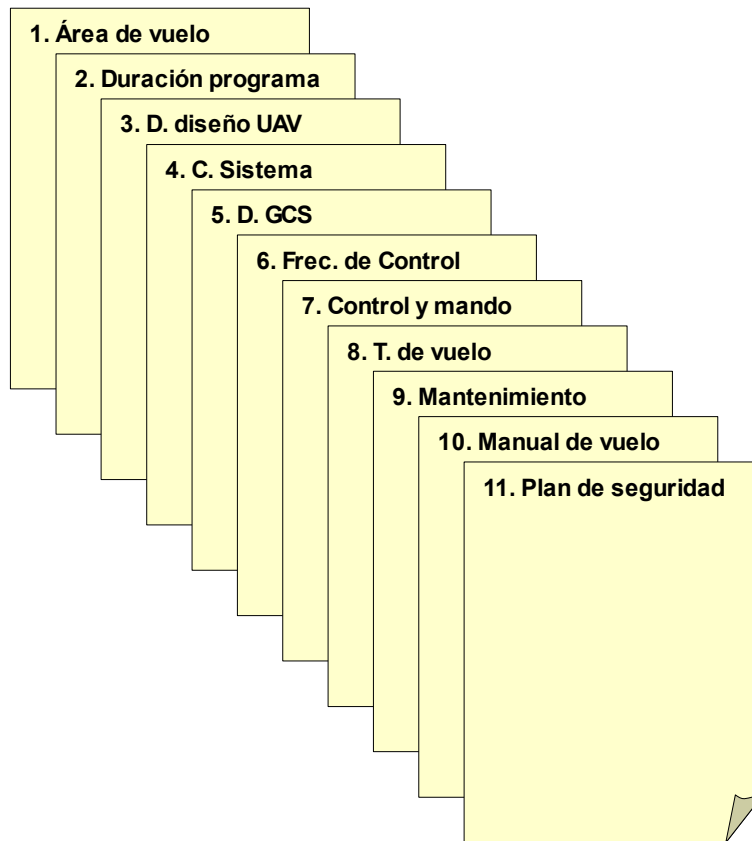 1. Área de vuelo
2. Duración programa
3. D. diseño UAV
4. C. Sistema
5. D. GCS
6. Frec. de Control
7. Control y mando
8. T. de vuelo
9. Mantenimiento
10. Manual de vuelo
11. Plan de seguridad